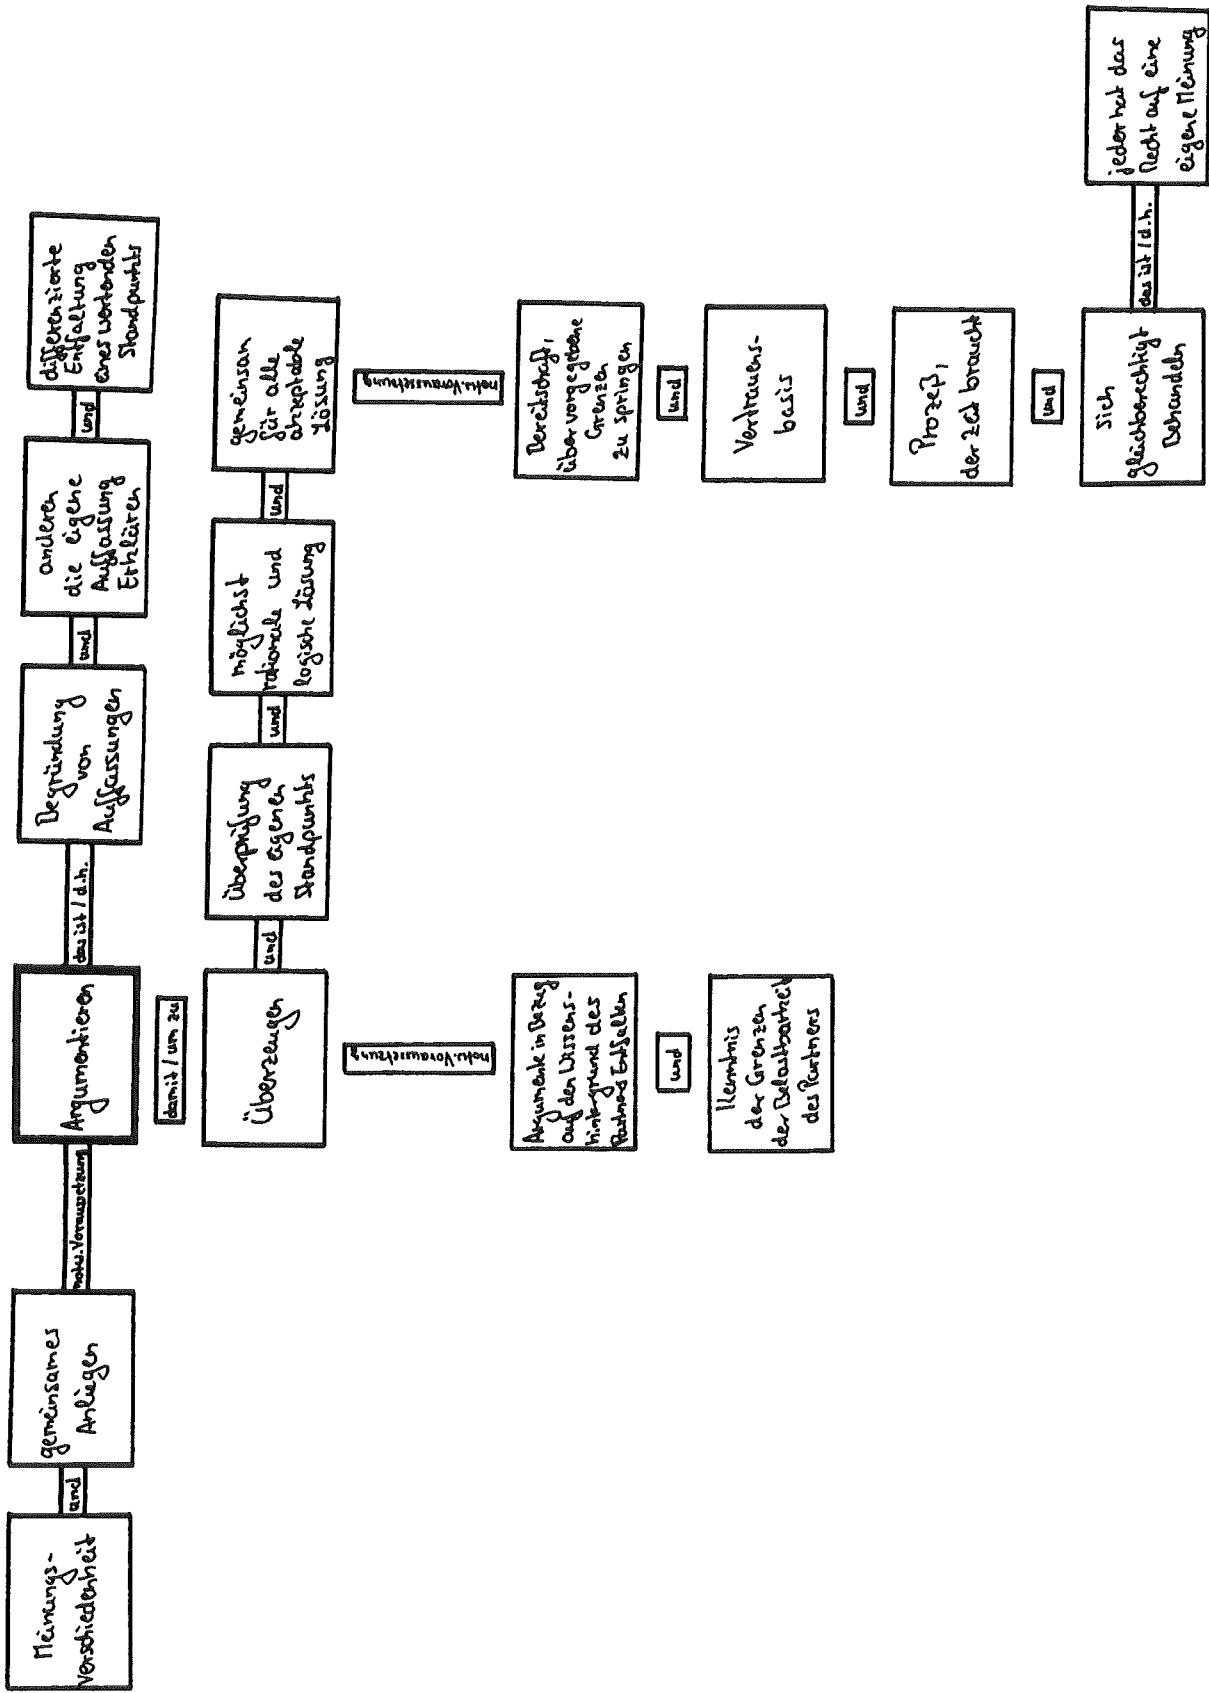 Meinungs-
verschiedenheit
und
gemeinsames
Anliegen
notw. Voraussetzung
Argumentieren
das ist / d.h.
Begründung
von
Auffassungen
und
anderen
die eigene
Auffassung
Erklären
und
differenzierte
Entfaltung
eines wertenden
Standpunkts
damit / um zu
Überzeugen
und
Überprüfung
des eigenen
Standpunkts
und
möglichst
rationale und
logische Lösung
und
gemeinsam
für alle
akzeptable
Lösung
notw. Voraussetzung
Argumente in Bezug
auf den Wissens-
hintergrund des
Partners Entfalten
und
Kenntnis
der Grenzen
der Belastbarkeit
des Partners
notw. Voraussetzung
Bereitschaft,
über vorgegebene
Grenzen
zu springen
und
Vertrauens-
basis
und
Prozeß,
der Zeit braucht
und
Sich
gleichberechtigt
Behandeln
das ist / d.h.
jeder hat das
Recht auf eine
eigene Meinung